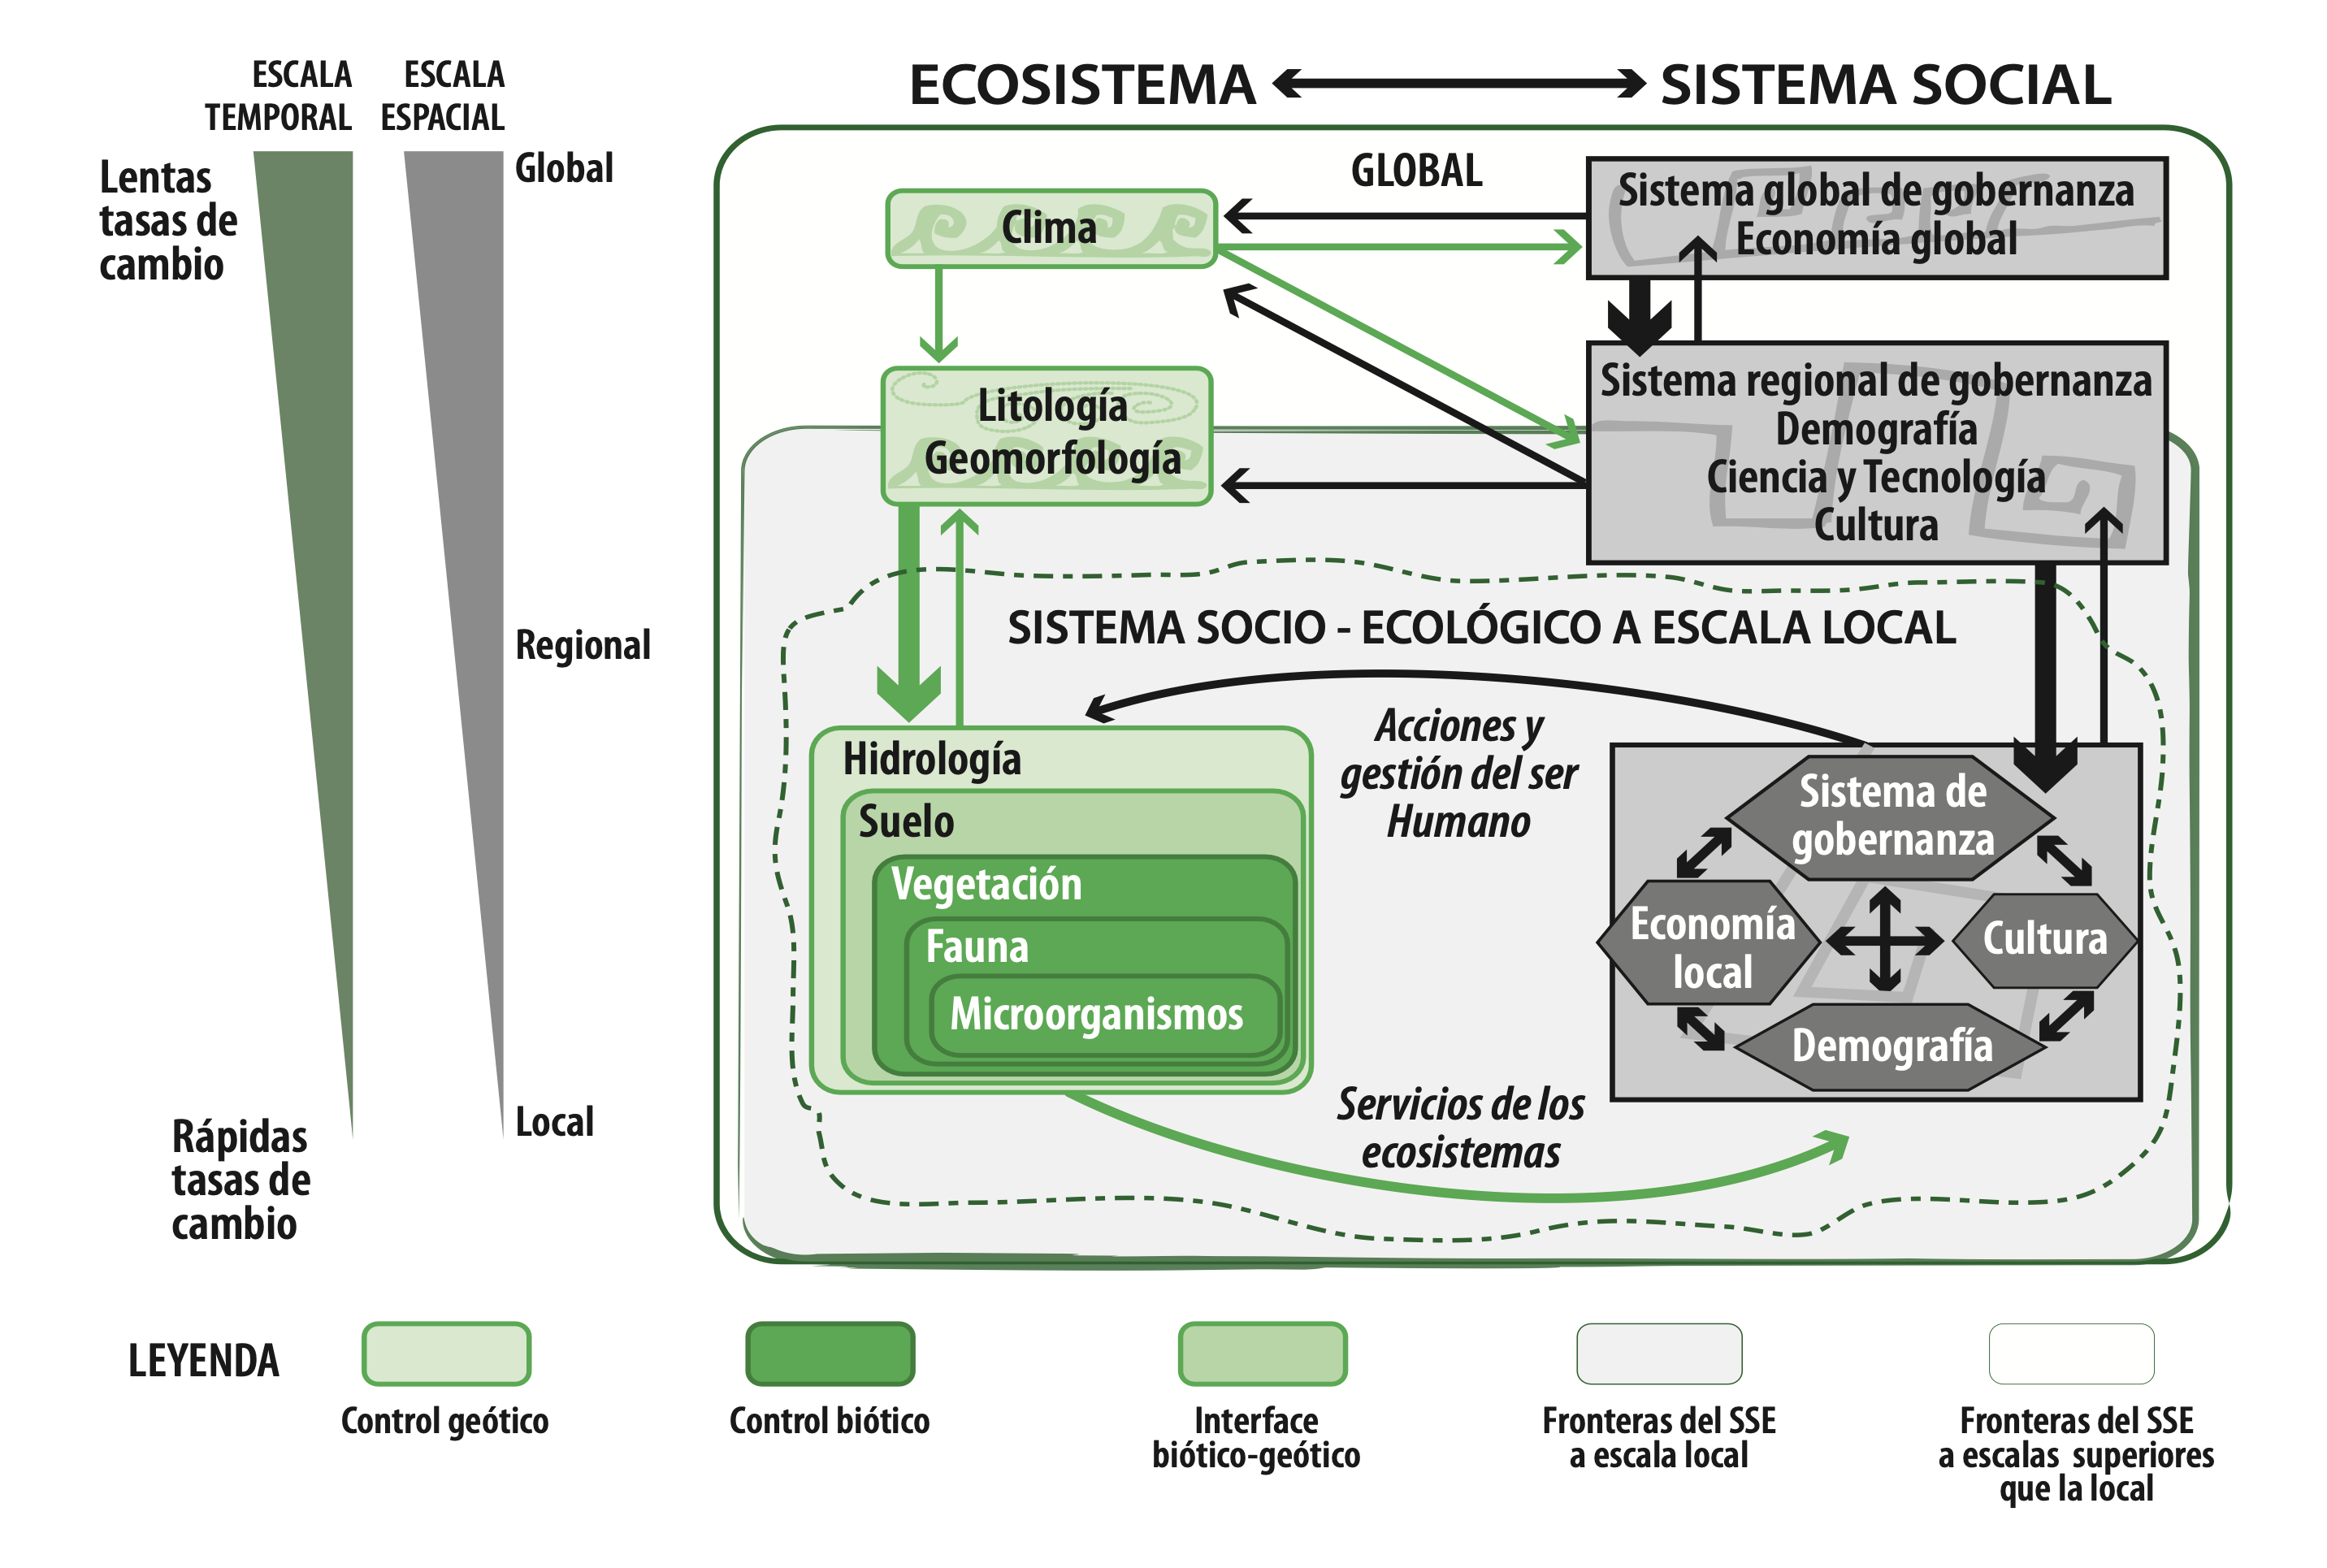 ESCALA
TEMPORAL
ESCALA
ESPACIAL
Lentas
tasas de
cambio
Global
Regional
Local
Rápidas
tasas de
cambio
ECOSISTEMA
SISTEMA SOCIAL
GLOBAL
Clima
Sistema global de gobernanza
Economía global
Litología
Geomorfología
Sistema regional de gobernanza
Demografía
Ciencia y Tecnología
Cultura
SISTEMA SOCIO - ECOLÓGICO A ESCALA LOCAL
Acciones y
gestión del ser
Humano
Hidrología
Suelo
Vegetación
Fauna
Microorganismos
Sistema de
gobernanza
Economía
local
Cultura
Demografía
Servicios de los
ecosistemas
LEYENDA
Control geótico
Control biótico
Interface
biótico-geótico
Fronteras del SSE
a escala local
Fronteras del SSE
a escalas superiores
que la local